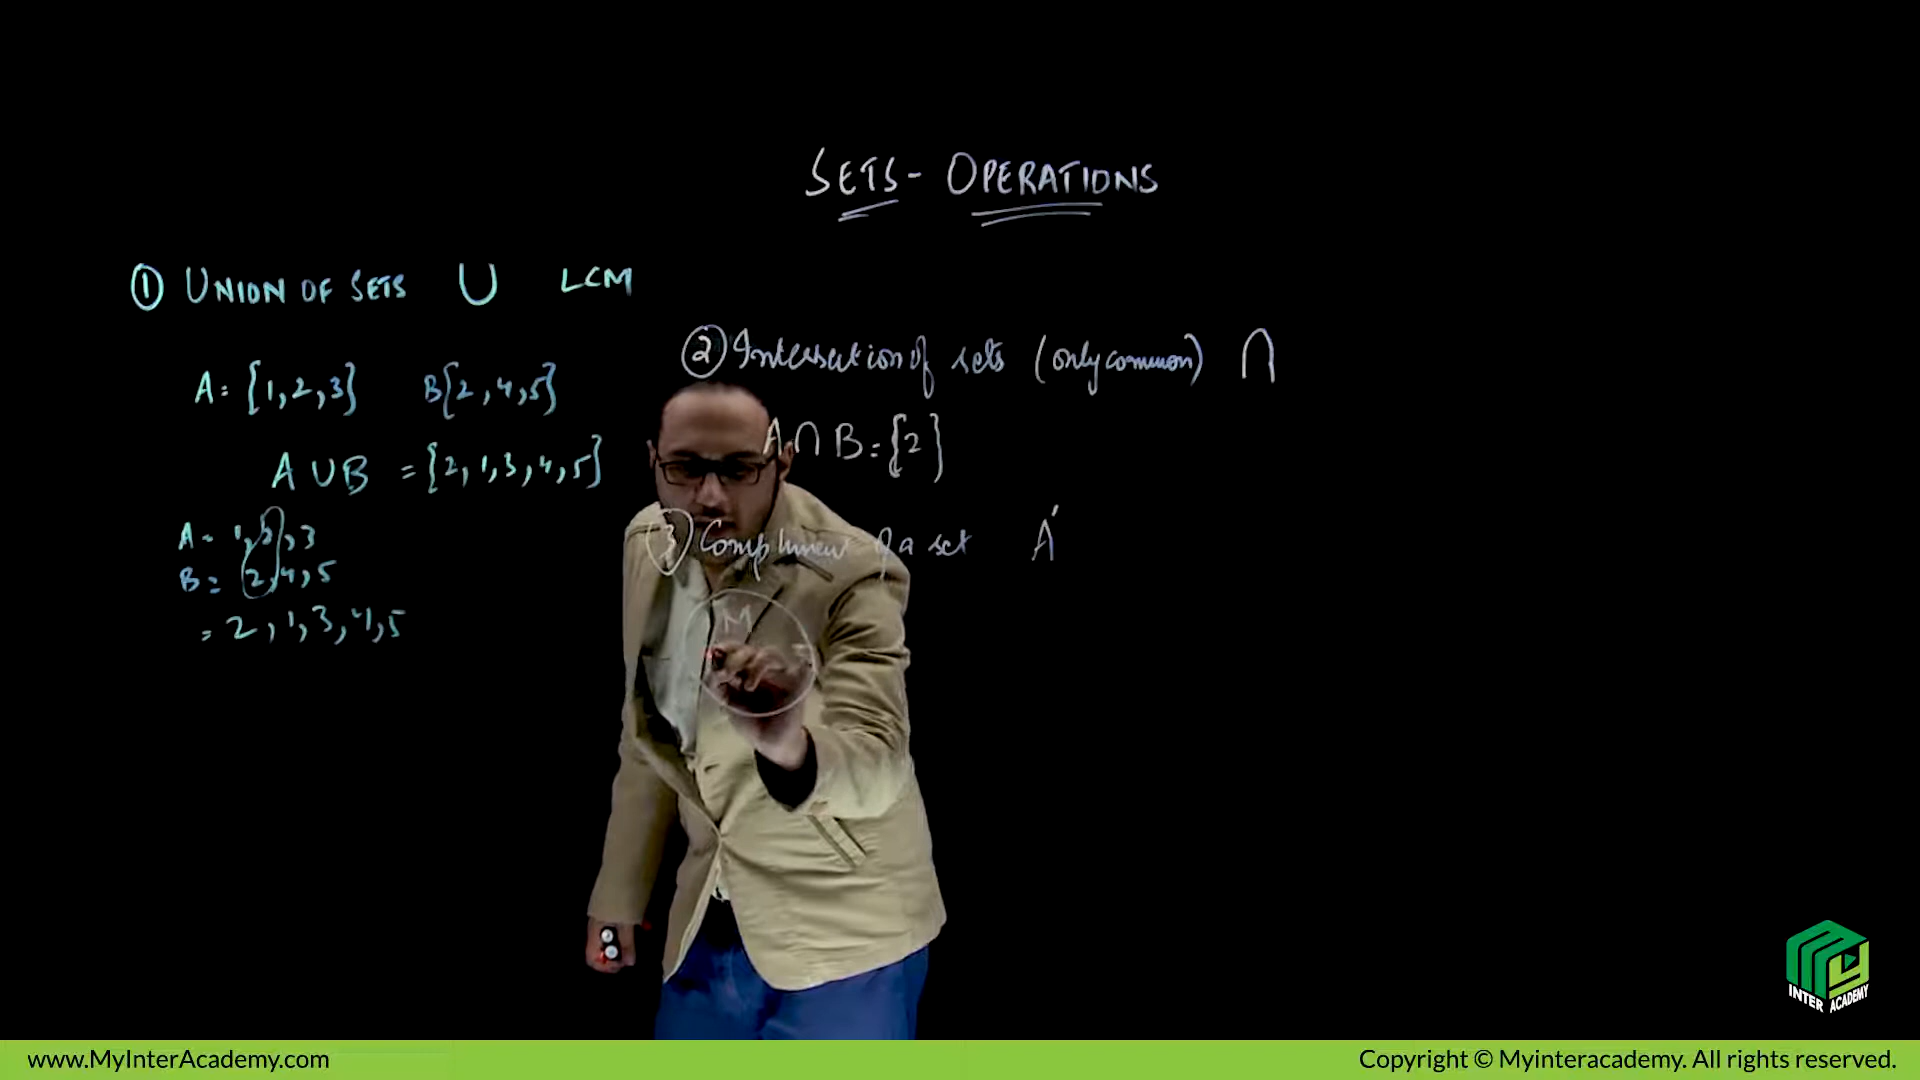 SETS - OPERATIONS
① UNION OF SETS ∪ LCM
A = {1, 2, 3} B{2, 4, 5}
A ∪ B = {2, 1, 3, 4, 5}
A = 1, 2, 3
B = 2, 4, 5
= 2, 1, 3, 4, 5
② Intersection of sets (only common) ∩
A ∩ B = {2}
③ Compliment of a set A'
M
INTER ACADEMY
www.MyInterAcademy.com
Copyright © Myinteracademy. All rights reserved.